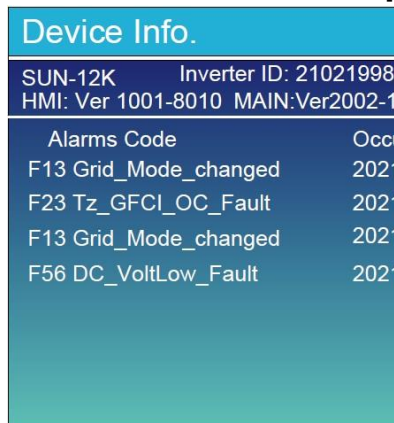 Device Info.
SUN-12K Inverter ID: 21021998
HMI: Ver 1001-8010 MAIN:Ver2002-1
Alarms Code Occu
F13 Grid_Mode_changed 2021
F23 Tz_GFCI_OC_Fault 2021
F13 Grid_Mode_changed 2021
F56 DC_VoltLow_Fault 2021